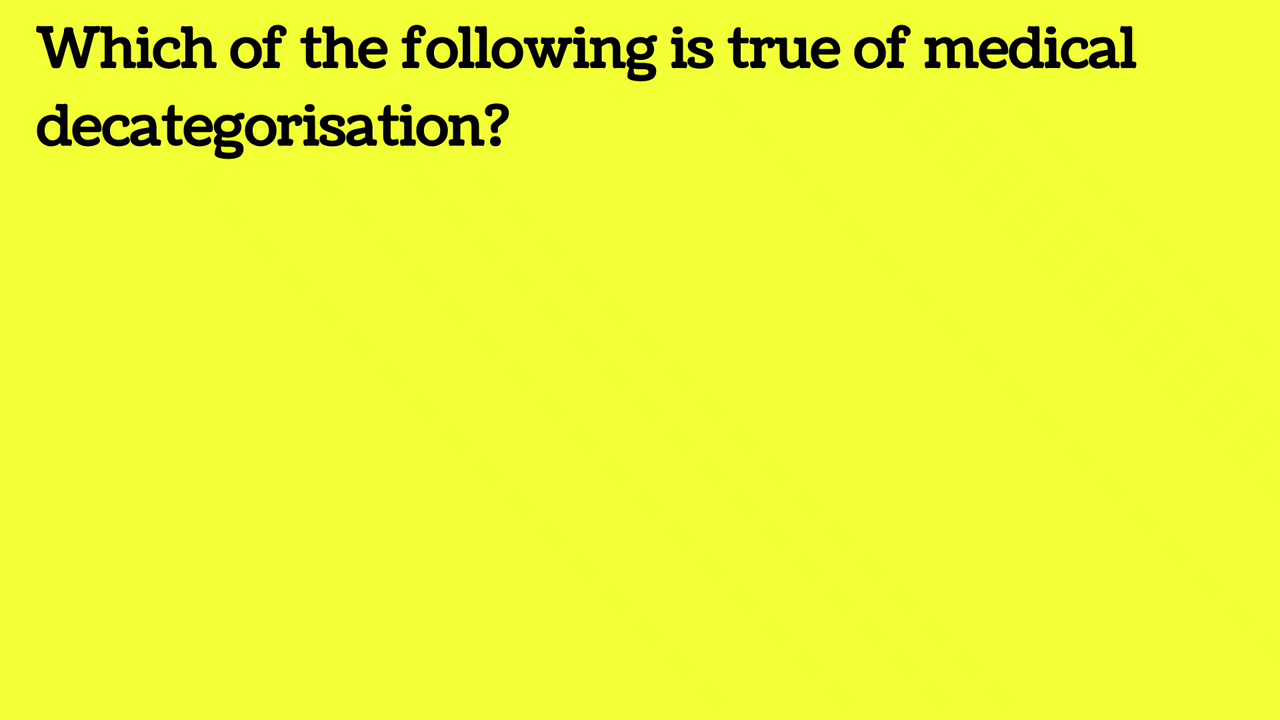 Which of the following is true of medical
decategorisation?